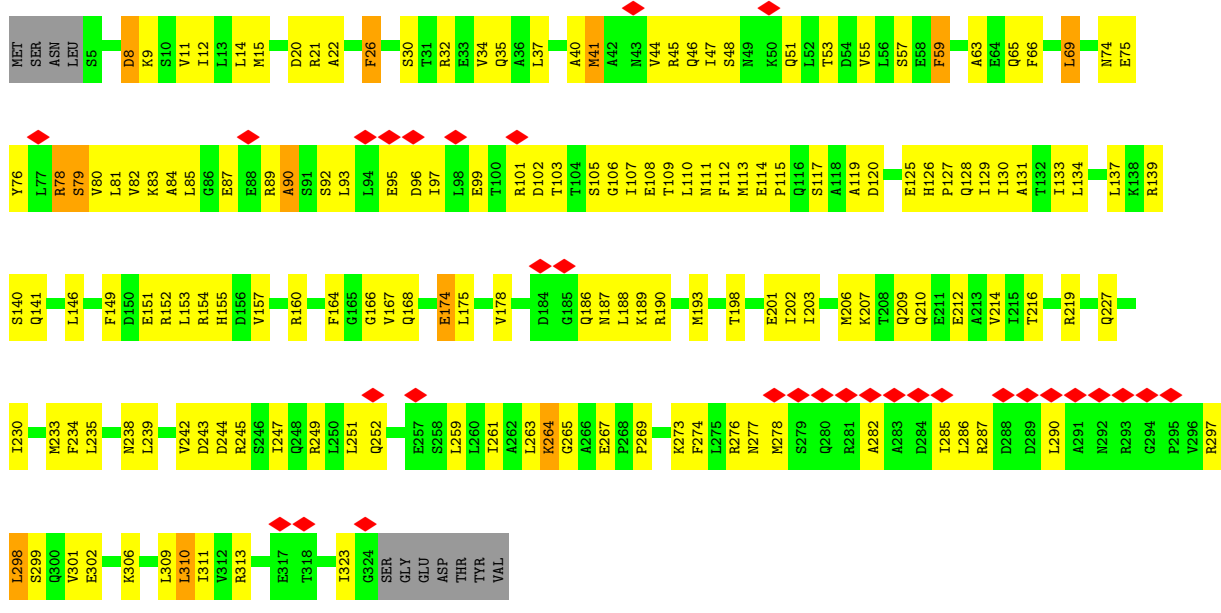 MET SER ASN LEU S5 D8 K9 S10 V11 I12 L13 L14 M15 D20 R21 A22 F26 S30 T31 R32 E33 V34 Q35 A36 L37 A40 M41 A42 N43 V44 R45 Q46 I47 S48 N49 K50 Q51 L52 T53 D54 V55 L56 S57 E58 F59 A63 E64 Q65 F66 L69 N74 E75
Y76 L77 R78 S79 V80 L81 V82 K83 A84 L85 G86 E87 E88 R89 A90 S91 S92 L93 L94 E95 D96 I97 L98 E99 T100 R101 D102 T103 T104 S105 G106 I107 E108 T109 L110 N111 F112 M113 E114 P115 Q116 S117 A118 A119 D120 E125 H126 P127 Q128 I129 I130 A131 T132 I133 L134 L137 K138 R139
S140 Q141 L146 F149 D150 E151 R152 L153 R154 H155 D156 V157 R160 F164 G165 G166 V167 Q168 E174 L175 V178 D184 G185 Q186 N187 L188 K189 R190 M193 T198 E201 I202 I203 M206 K207 T208 Q209 Q210 E211 E212 A213 V214 I215 T216 R219 Q227
I230 M233 F234 L235 N238 L239 V242 D243 D244 R245 S246 I247 Q248 R249 L250 L251 Q252 E257 S258 L259 L260 I261 A262 L263 K264 G265 A266 E267 P268 P269 K273 F274 L275 R276 N277 M278 S279 Q280 R281 A282 A283 D284 I285 L286 R287 D288 D289 L290 A291 N292 R293 G294 P295 V296 R297
L298 S299 Q300 V301 E302 K306 L309 L310 I311 V312 R313 E317 T318 I323 G324 SER GLY GLU ASP THR TYR VAL